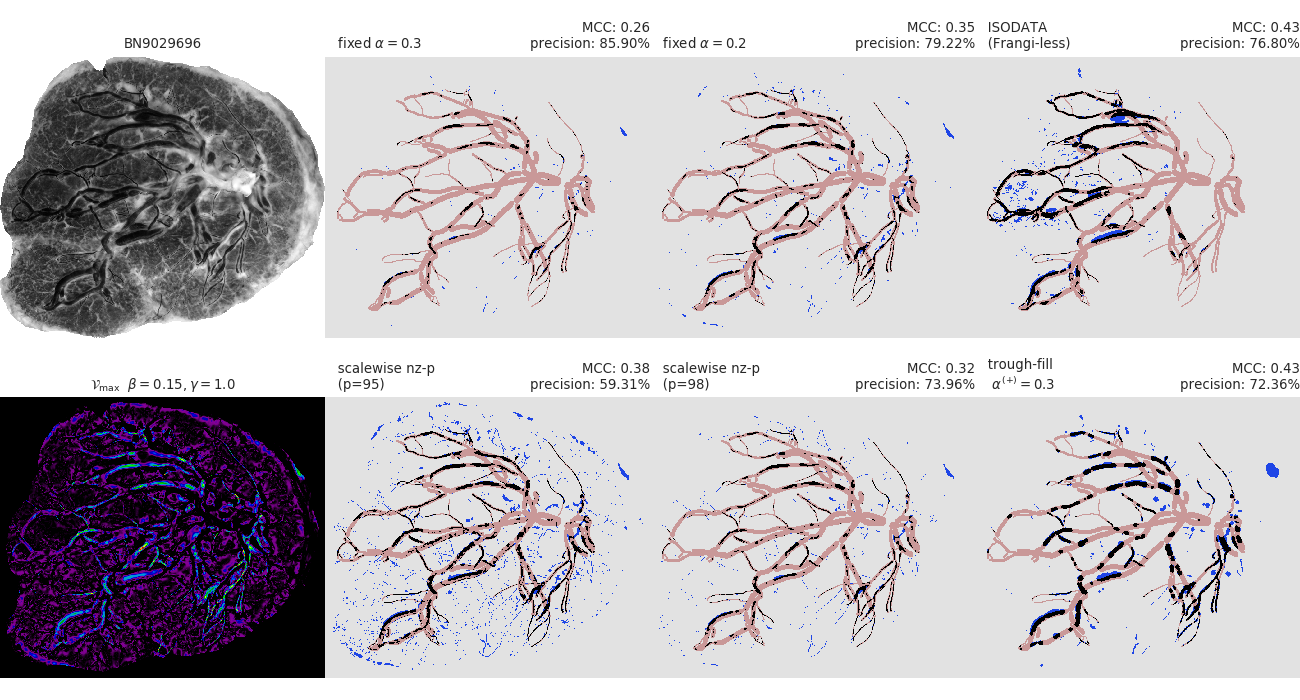 BN9029696
fixed α = 0.3
MCC: 0.26
precision: 85.90%
fixed α = 0.2
MCC: 0.35
precision: 79.22%
ISODATA
(Frangi-less)
MCC: 0.43
precision: 76.80%
𝒱max β = 0.15, γ = 1.0
scalewise nz-p
(p=95)
MCC: 0.38
precision: 59.31%
scalewise nz-p
(p=98)
MCC: 0.32
precision: 73.96%
trough-fill
α(+) = 0.3
MCC: 0.43
precision: 72.36%